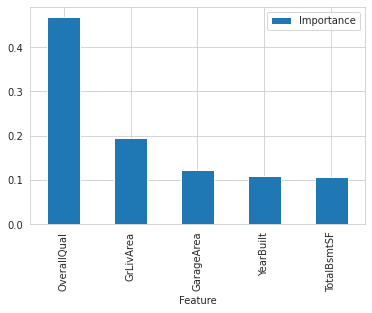 Importance
0.4
0.3
0.2
0.1
0.0
OverallQual
GrLivArea
GarageArea
YearBuilt
TotalBsmtSF
Feature